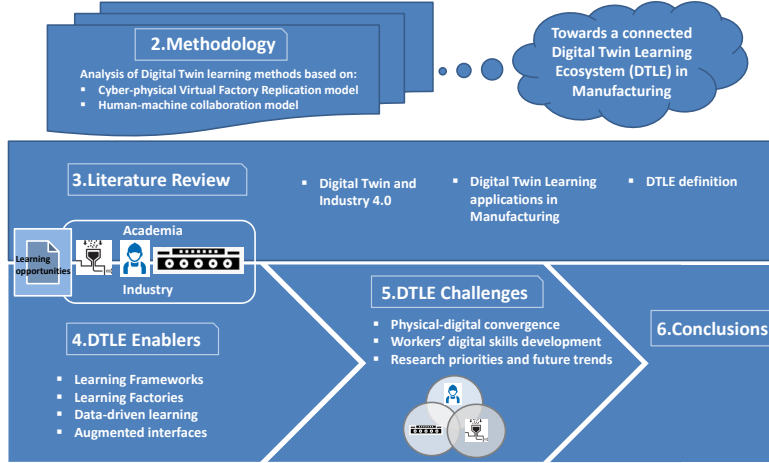 2.Methodology
Analysis of Digital Twin learning methods based on:
▪ Cyber-physical Virtual Factory Replication model
▪ Human-machine collaboration model
Towards a connected
Digital Twin Learning
Ecosystem (DTLE) in
Manufacturing
3.Literature Review
▪ Digital Twin and
Industry 4.0
▪ Digital Twin Learning
applications in
Manufacturing
▪ DTLE definition
Academia
Learning
opportunities
Industry
4.DTLE Enablers
▪ Learning Frameworks
▪ Learning Factories
▪ Data-driven learning
▪ Augmented interfaces
5.DTLE Challenges
▪ Physical-digital convergence
▪ Workers’ digital skills development
▪ Research priorities and future trends
6.Conclusions